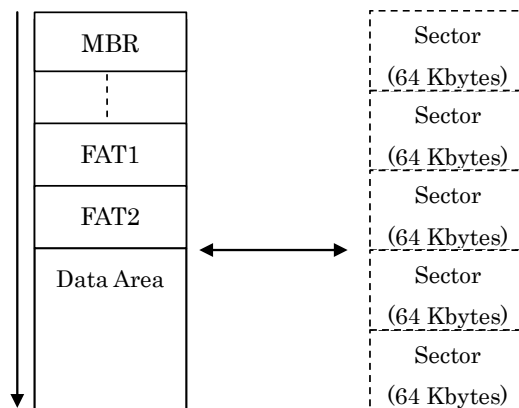 MBR
FAT1
FAT2
Data Area
Sector
(64 Kbytes)
Sector
(64 Kbytes)
Sector
(64 Kbytes)
Sector
(64 Kbytes)
Sector
(64 Kbytes)